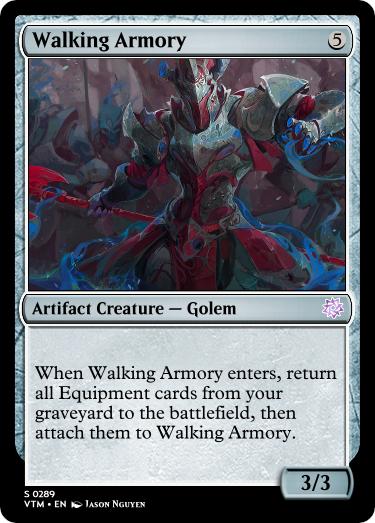 Walking Armory 5
Artifact Creature — Golem
When Walking Armory enters, return
all Equipment cards from your
graveyard to the battlefield, then
attach them to Walking Armory.
3/3
S 0289
VTM • EN Jason Nguyen